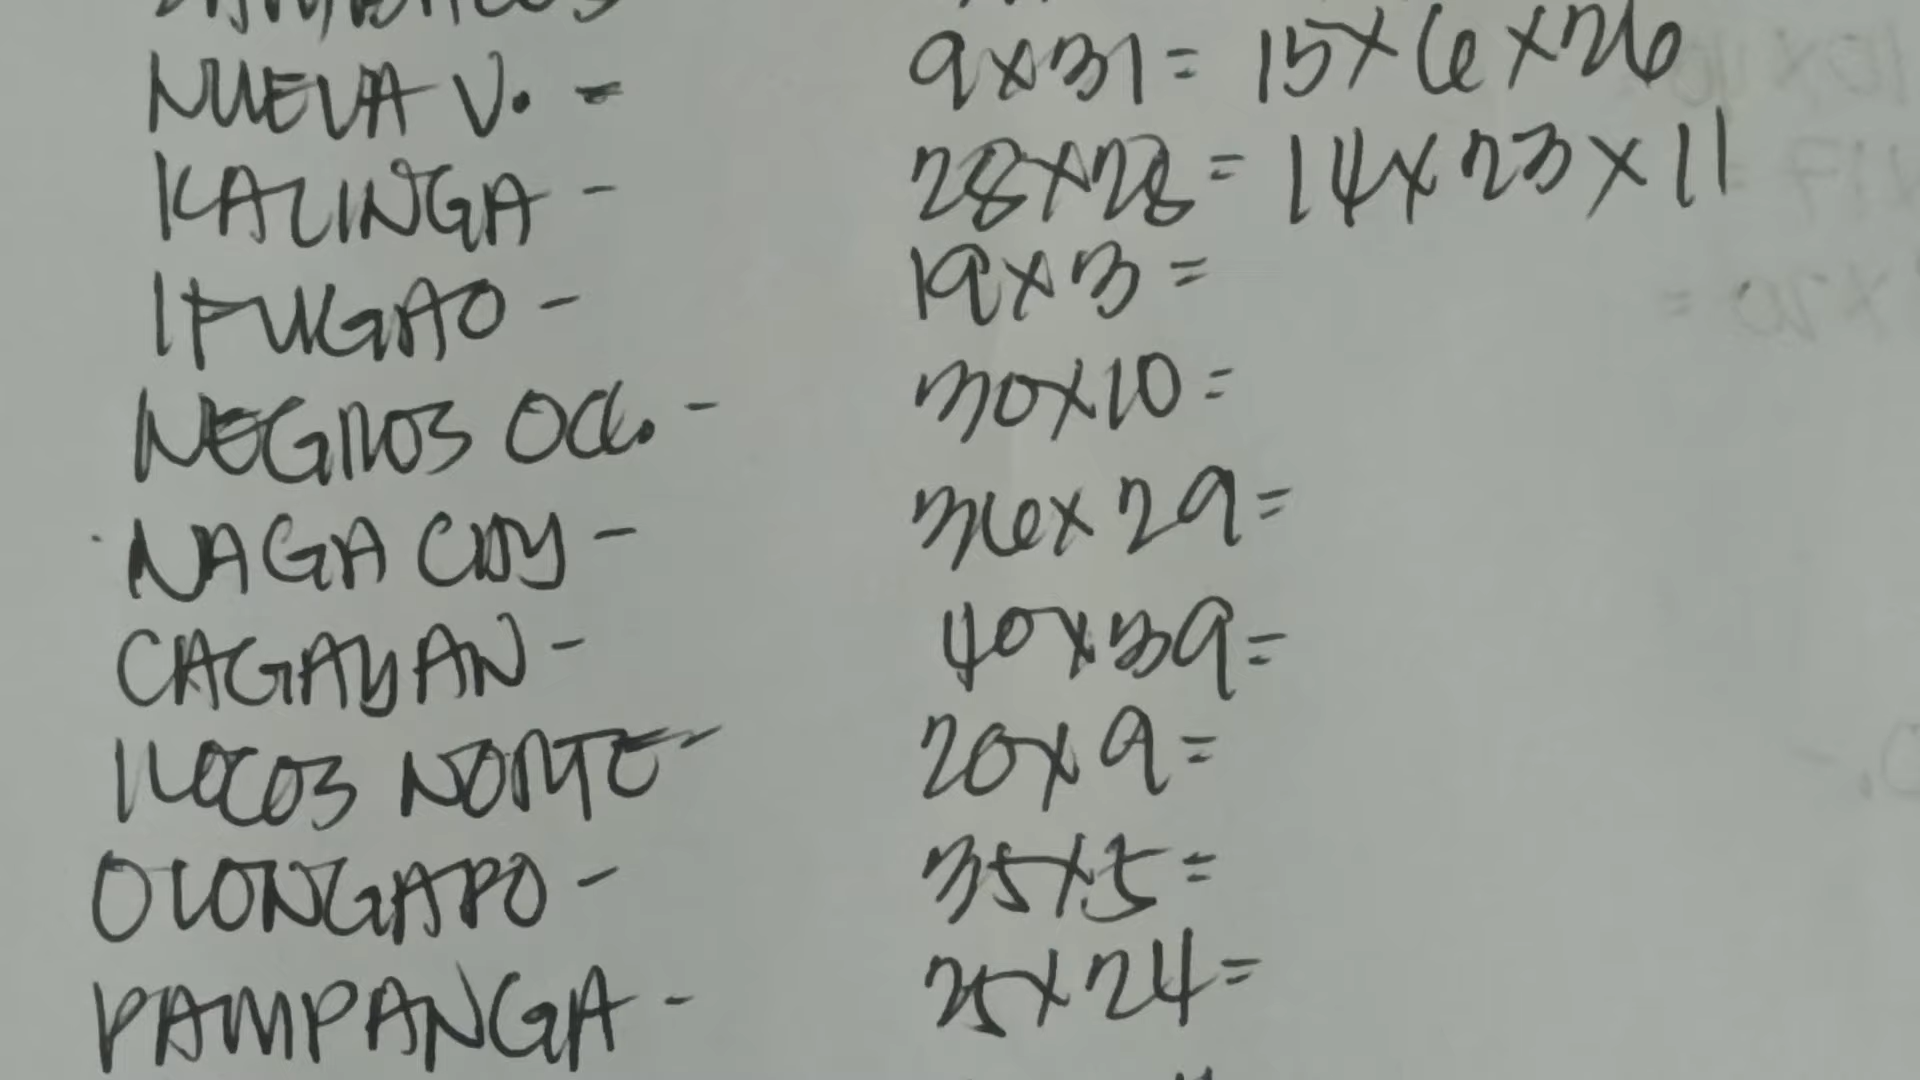 NUEVA V. - 9x31= 15x6x26
KALINGA - 28x28= 14x23x11
IFUGAO - 19x3=
NEGROS OCC. - 30x10=
NAGA CITY - 36x29=
CAGAYAN - 40x39=
ILOCOS NORTE - 20x9=
OLONGAPO - 35x5=
PAMPANGA - 25x24=